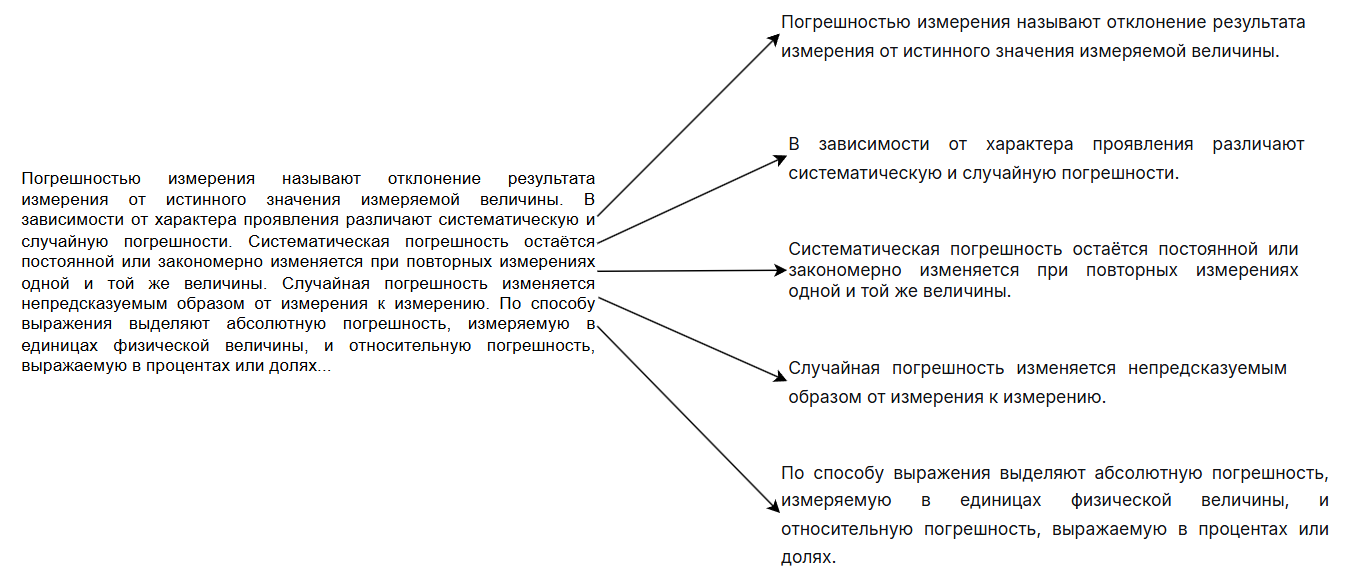 Погрешностью измерения называют отклонение результата
измерения от истинного значения измеряемой величины. В
зависимости от характера проявления различают систематическую и
случайную погрешности. Систематическая погрешность остаётся
постоянной или закономерно изменяется при повторных измерениях
одной и той же величины. Случайная погрешность изменяется
непредсказуемым образом от измерения к измерению. По способу
выражения выделяют абсолютную погрешность, измеряемую в
единицах физической величины, и относительную погрешность,
выражаемую в процентах или долях...
Погрешностью измерения называют отклонение результата
измерения от истинного значения измеряемой величины.
В зависимости от характера проявления различают
систематическую и случайную погрешности.
Систематическая погрешность остаётся постоянной или
закономерно изменяется при повторных измерениях
одной и той же величины.
Случайная погрешность изменяется непредсказуемым
образом от измерения к измерению.
По способу выражения выделяют абсолютную погрешность,
измеряемую в единицах физической величины, и
относительную погрешность, выражаемую в процентах или
долях.